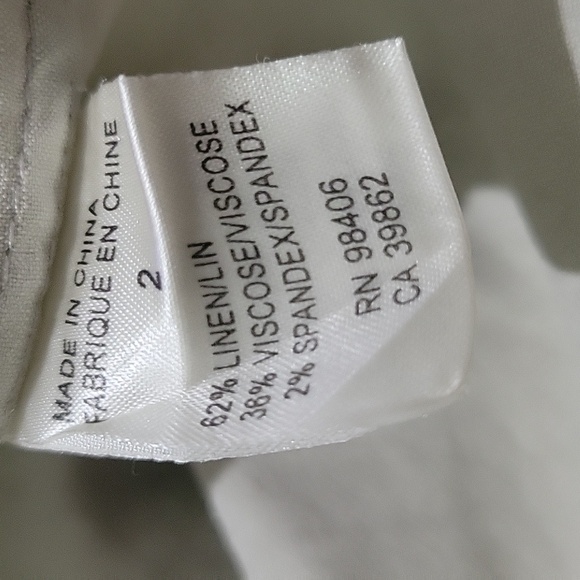 MADE IN CHINA
FABRIQUE EN CHINE
2
62% LINEN/LIN
38% VISCOSE/VISCOSE
2% SPANDEX/SPANDEX
RN 98406
CA 39862